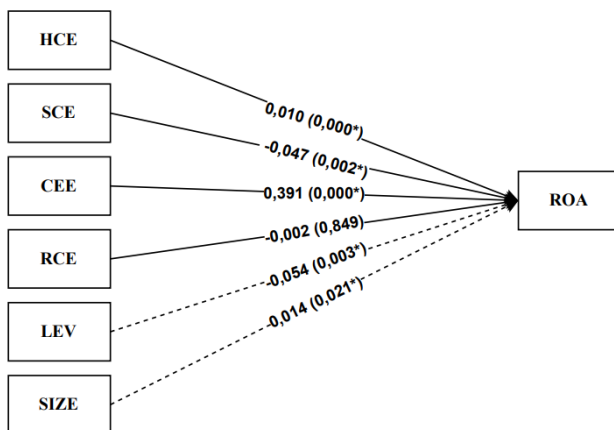 HCE
0,010 (0,000*)
SCE
-0,047 (0,002*)
CEE
0,391 (0,000*)
ROA
RCE
-0,002 (0,849)
-0,054 (0,003*)
LEV
-0,014 (0,021*)
SIZE